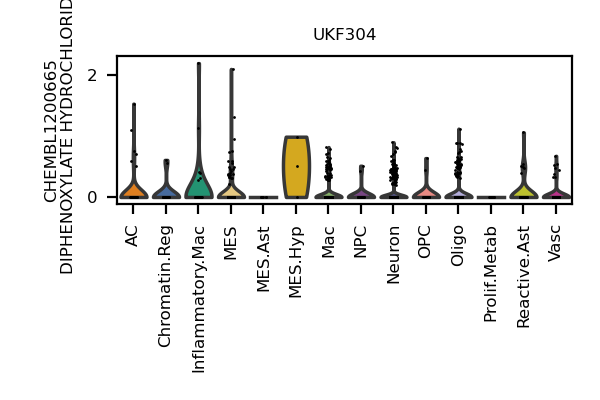 UKF304
CHEMBL1200665
DIPHENOXYLATE HYDROCHLORID
2
0
AC
Chromatin.Reg
Inflammatory.Mac
MES
MES.Ast
MES.Hyp
Mac
NPC
Neuron
OPC
Oligo
Prolif.Metab
Reactive.Ast
Vasc